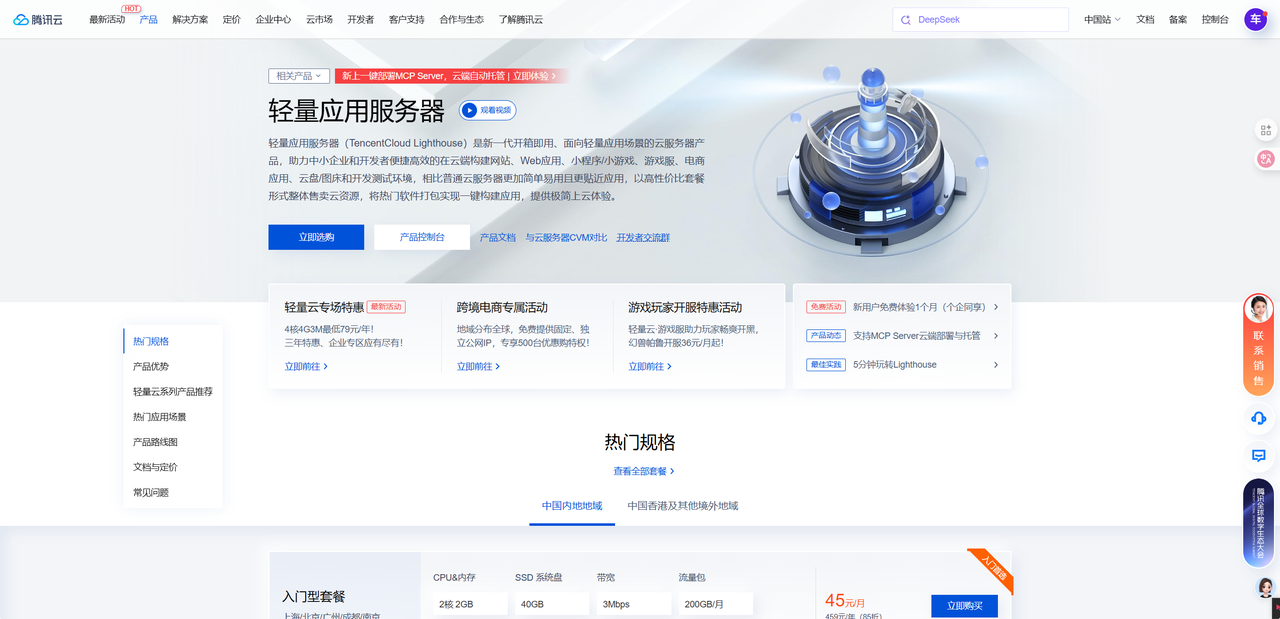 腾讯云
最新活动
HOT
产品
解决方案
定价
企业中心
云市场
开发者
客户支持
合作与生态
了解腾讯云
DeepSeek
中国站
文档
备案
控制台
车
相关产品
新上一键部署MCP Server，云端自动托管 | 立即体验 >
轻量应用服务器
观看视频
轻量应用服务器（TencentCloud Lighthouse）是新一代开箱即用、面向轻量应用场景的云服务器产
品，助力中小企业和开发者便捷高效的在云端构建网站、Web应用、小程序/小游戏、游戏服、电商
应用、云盘/图床和开发测试环境，相比普通云服务器更加简单易用且更贴近应用，以高性价比套餐
形式整体售卖云资源，将热门软件打包实现一键构建应用，提供极简上云体验。
立即选购
产品控制台
产品文档
与云服务器CVM对比
开发者交流群
轻量云专场特惠
最新活动
4核4G3M最低79元/年！
三年特惠、企业专区应有尽有！
立即前往 >
跨境电商专属活动
地域分布全球，免费提供固定、独
立公网IP，专享500台优惠购特权！
立即前往 >
游戏玩家开服特惠活动
轻量云·游戏服助力玩家畅爽开黑，
幻兽帕鲁开服36元/月起！
立即前往 >
免费活动
新用户免费体验1个月（个企同享）
产品动态
支持MCP Server云端部署与托管
最佳实践
5分钟玩转Lighthouse
热门规格
产品优势
轻量云系列产品推荐
热门应用场景
产品路线图
文档与定价
常见问题
热门规格
查看全部套餐 >
中国内地地域
中国香港及其他境外地域
入门型套餐
上海/北京/广州/成都/南京
CPU&内存
SSD 系统盘
带宽
流量包
2核 2GB
40GB
3Mbps
200GB/月
45元/月
459元/年（85折）
立即购买
入门首选
联系销售
腾讯全球数字生态大会